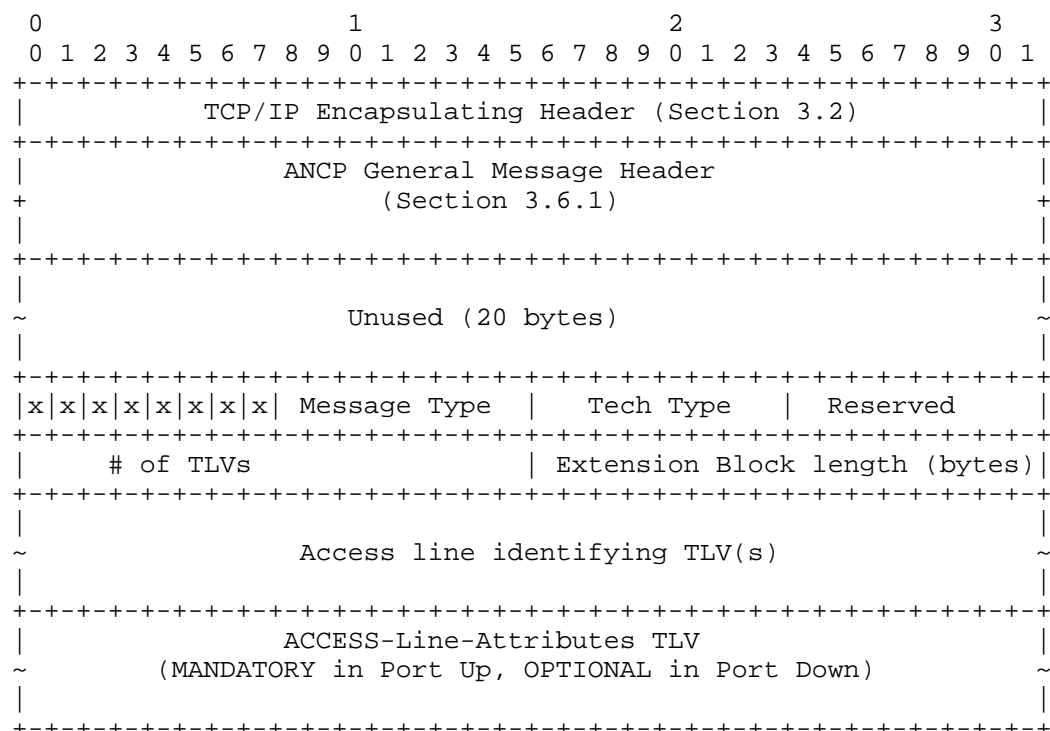 0                   1                   2                   3
 0 1 2 3 4 5 6 7 8 9 0 1 2 3 4 5 6 7 8 9 0 1 2 3 4 5 6 7 8 9 0 1
+-+-+-+-+-+-+-+-+-+-+-+-+-+-+-+-+-+-+-+-+-+-+-+-+-+-+-+-+-+-+-+-+
|           TCP/IP Encapsulating Header (Section 3.2)           |
+-+-+-+-+-+-+-+-+-+-+-+-+-+-+-+-+-+-+-+-+-+-+-+-+-+-+-+-+-+-+-+-+
|                ANCP General Message Header                    |
+                      (Section 3.6.1)                          +
|                                                               |
+-+-+-+-+-+-+-+-+-+-+-+-+-+-+-+-+-+-+-+-+-+-+-+-+-+-+-+-+-+-+-+-+
|                                                               |
~                    Unused (20 bytes)                          ~
|                                                               |
+-+-+-+-+-+-+-+-+-+-+-+-+-+-+-+-+-+-+-+-+-+-+-+-+-+-+-+-+-+-+-+-+
|x|x|x|x|x|x|x|x| Message Type  |   Tech Type   |  Reserved     |
+-+-+-+-+-+-+-+-+-+-+-+-+-+-+-+-+-+-+-+-+-+-+-+-+-+-+-+-+-+-+-+-+
|     # of TLVs                 | Extension Block length (bytes)|
+-+-+-+-+-+-+-+-+-+-+-+-+-+-+-+-+-+-+-+-+-+-+-+-+-+-+-+-+-+-+-+-+
|                                                               |
~                 Access line identifying TLV(s)                ~
|                                                               |
+-+-+-+-+-+-+-+-+-+-+-+-+-+-+-+-+-+-+-+-+-+-+-+-+-+-+-+-+-+-+-+-+
|                ACCESS-Line-Attributes TLV                     |
~        (MANDATORY in Port Up, OPTIONAL in Port Down)          ~
|                                                               |
+-+-+-+-+-+-+-+-+-+-+-+-+-+-+-+-+-+-+-+-+-+-+-+-+-+-+-+-+-+-+-+-+